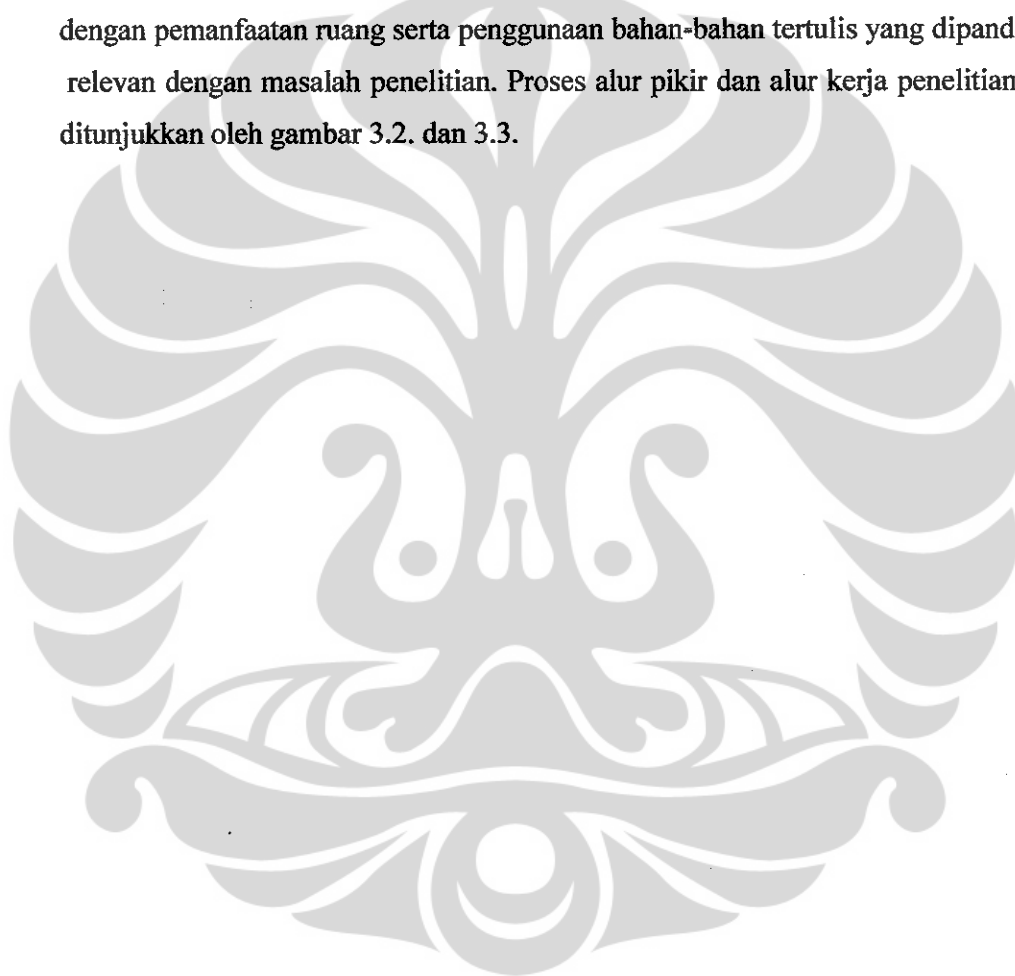 dengan pemanfaatan ruang serta penggunaan bahan-bahan tertulis yang dipand
relevan dengan masalah penelitian. Proses alur pikir dan alur kerja penelitian
ditunjukkan oleh gambar 3.2. dan 3.3.